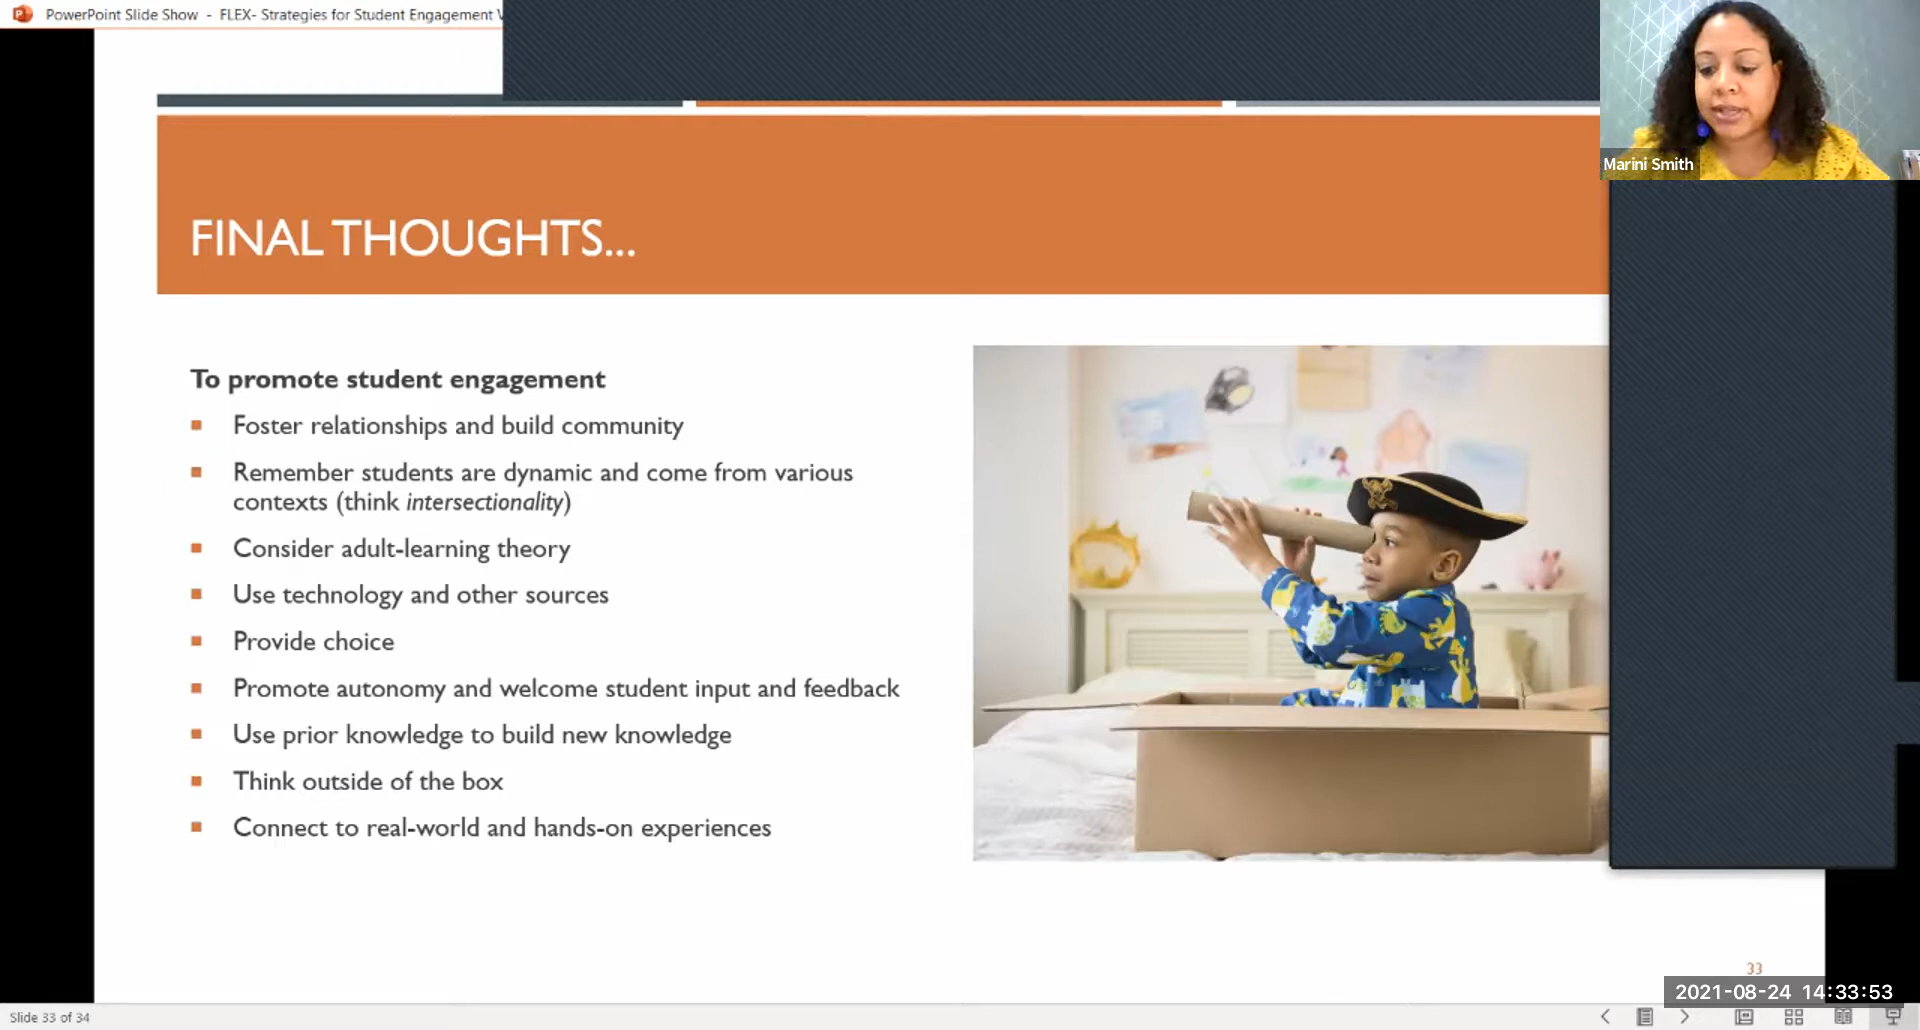 PowerPoint Slide Show - FLEX- Strategies for Student Engagement
Marini Smith
FINAL THOUGHTS...
To promote student engagement
Foster relationships and build community
Remember students are dynamic and come from various
contexts (think intersectionality)
Consider adult-learning theory
Use technology and other sources
Provide choice
Promote autonomy and welcome student input and feedback
Use prior knowledge to build new knowledge
Think outside of the box
Connect to real-world and hands-on experiences
33
2021-08-24 14:33:53
Slide 33 of 34